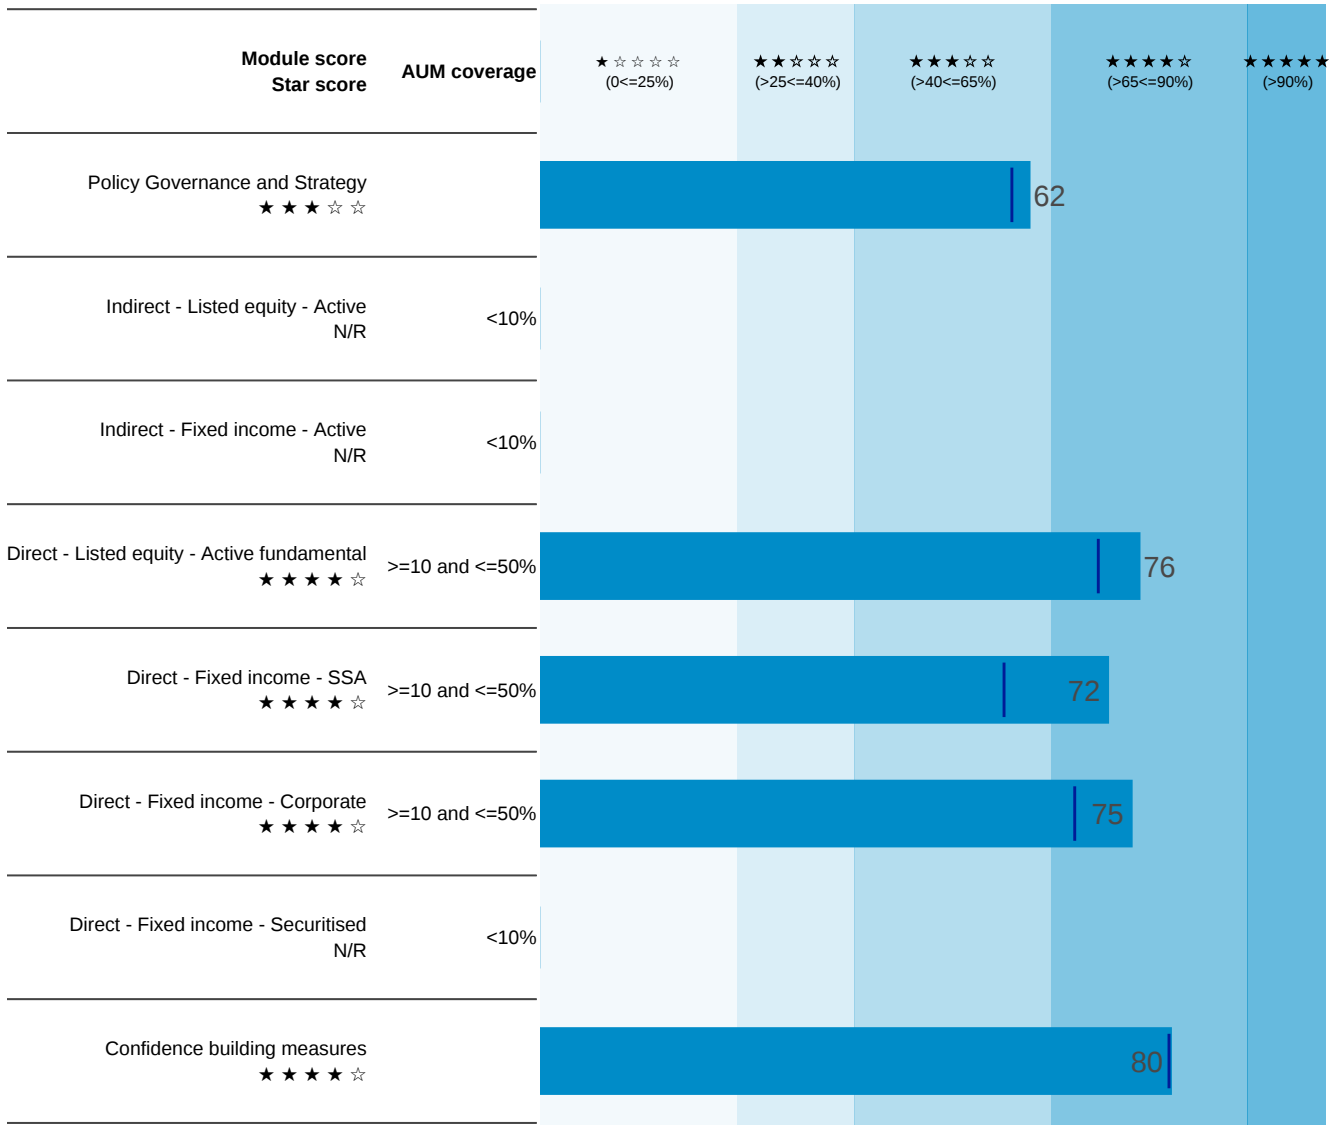 Module score
Star score
AUM coverage
★☆☆☆☆
(0<=25%)
★★☆☆☆
(>25<=40%)
★★★☆☆
(>40<=65%)
★★★★☆
(>65<=90%)
★★★★★
(>90%)
Policy Governance and Strategy
★★★☆☆
62
Indirect - Listed equity - Active
N/R
<10%
Indirect - Fixed income - Active
N/R
<10%
Direct - Listed equity - Active fundamental
★★★★☆
>=10 and <=50%
76
Direct - Fixed income - SSA
★★★★☆
>=10 and <=50%
72
Direct - Fixed income - Corporate
★★★★☆
>=10 and <=50%
75
Direct - Fixed income - Securitised
N/R
<10%
Confidence building measures
★★★★☆
80